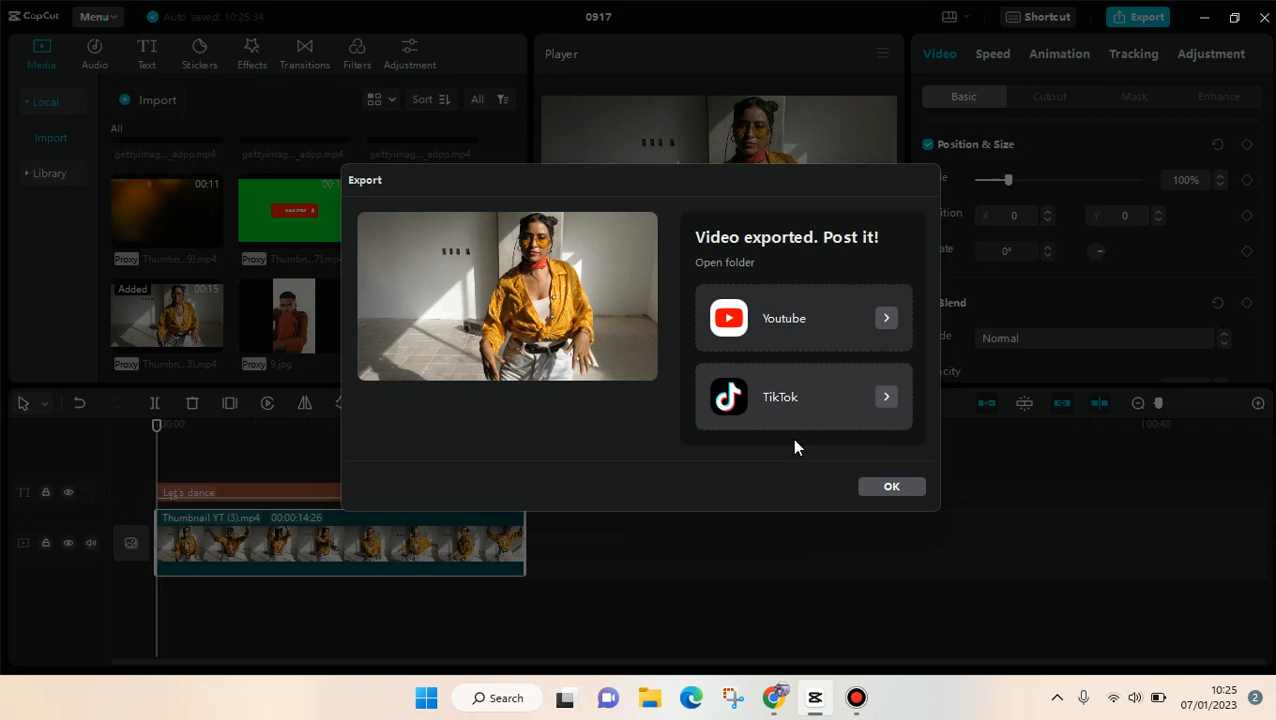 CapCut Menu Auto saved: 10:25:34 0917 Shortcut Export
Media Audio Text Stickers Effects Transitions Filters Adjustment
Player
Video Speed Animation Tracking Adjustment
Local Import Sort All
Basic Cutout Mask Enhance
All
Import
Library
gettyimag..._adpp.mp4 gettyimag..._adpp.mp4 gettyimag..._adpp.mp4
00:11
Proxy Thumbn...9).mp4 Proxy Thumbn...7).mp4
Added 00:15
Proxy Thumbn...3).mp4 Proxy 9.jpg
Position & Size
100%
X 0 Y 0
0°
Blend
Normal
Export
Video exported. Post it!
Open folder
Youtube
TikTok
OK
00:00 00:40
TI Let's dance
Thumbnail YT (3).mp4 00:00:14:26
Search
10:25
07/01/2023
2